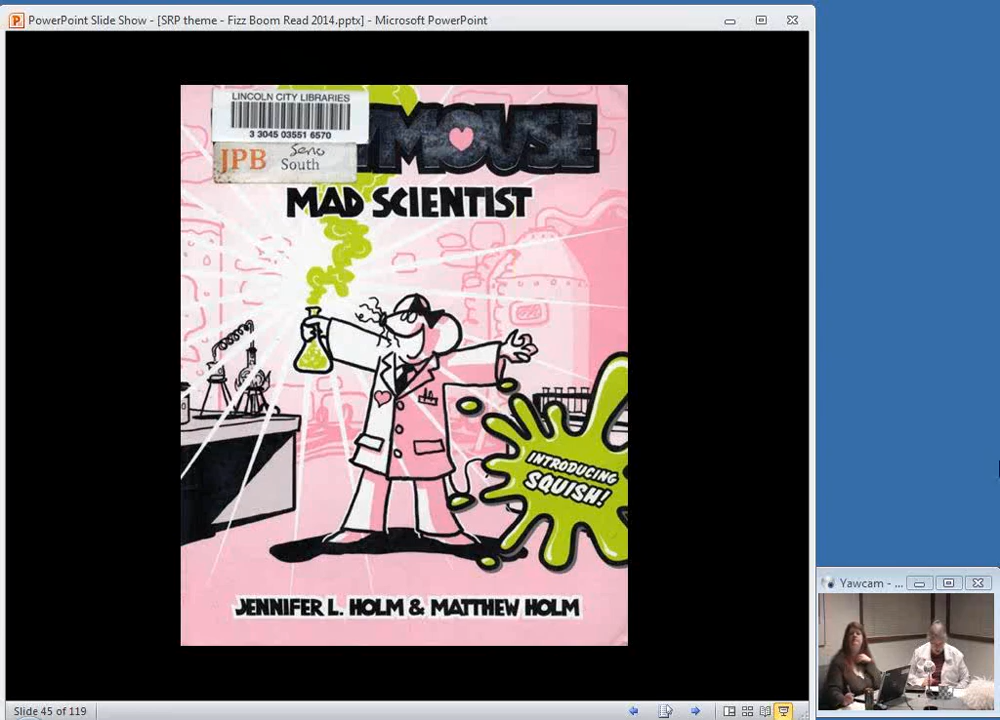 PowerPoint Slide Show - [SRP theme - Fizz Boom Read 2014.pptx] - Microsoft PowerPoint
LINCOLN CITY LIBRARIES
3 3045 03551 6570
JPB
South
MOUSE
MAD SCIENTIST
INTRODUCING
SQUISH!
JENNIFER L. HOLM & MATTHEW HOLM
Yawcam - ...
Slide 45 of 119